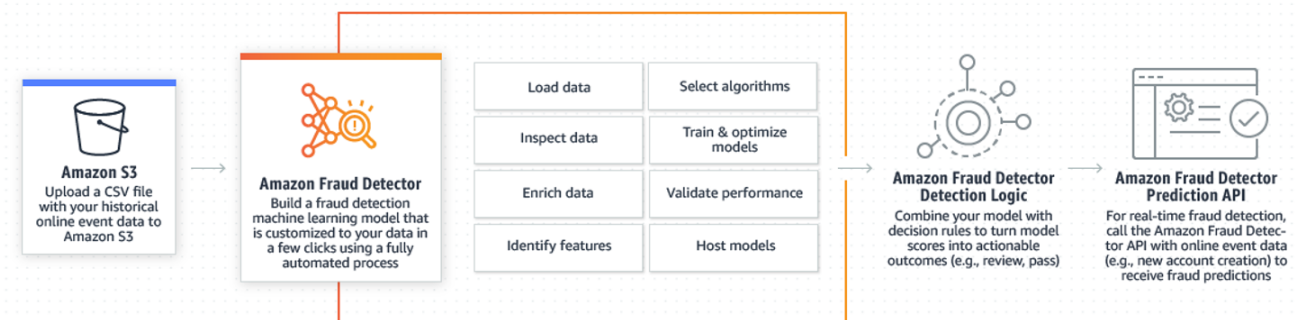 Amazon S3
Upload a CSV file
with your historical
online event data to
Amazon S3
Amazon Fraud Detector
Build a fraud detection
machine learning model that
is customized to your data in
a few clicks using a fully
automated process
Load data
Select algorithms
Inspect data
Train & optimize
models
Enrich data
Validate performance
Identify features
Host models
Amazon Fraud Detector
Detection Logic
Combine your model with
decision rules to turn model
scores into actionable
outcomes (e.g., review, pass)
Amazon Fraud Detector
Prediction API
For real-time fraud detection,
call the Amazon Fraud Detec-
tor API with online event data
(e.g., new account creation) to
receive fraud predictions